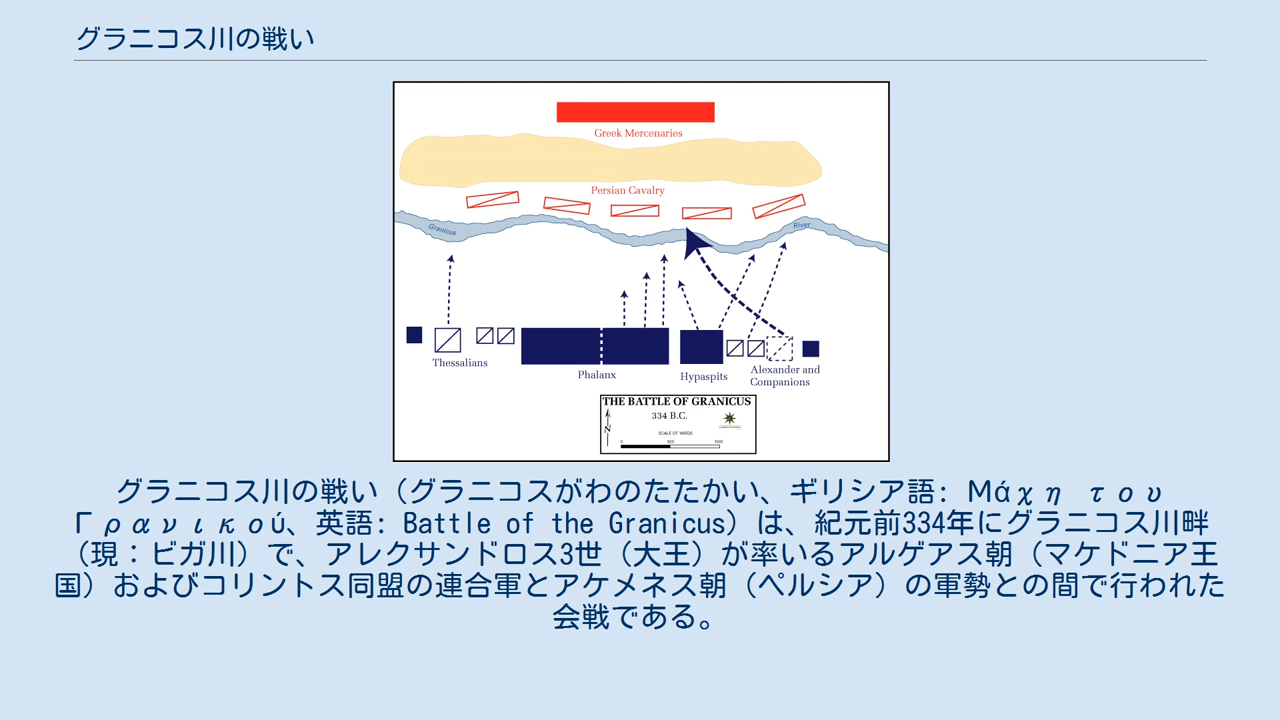 グラニコス川の戦い
Greek Mercenaries
Persian Cavalry
Granicus
River
Thessalians
Phalanx
Hypaspits
Alexander and
Companions
THE BATTLE OF GRANICUS
334 B.C.
N
SCALE OF YARDS
0 500 1000
グラニコス川の戦い（グラニコスがわのたたかい、ギリシア語: Μάχη του
Γρανικού、英語: Battle of the Granicus）は、紀元前334年にグラニコス川畔
（現：ビガ川）で、アレクサンドロス3世（大王）が率いるアルゲアス朝（マケドニア王
国）およびコリントス同盟の連合軍とアケメネス朝（ペルシア）の軍勢との間で行われた
会戦である。